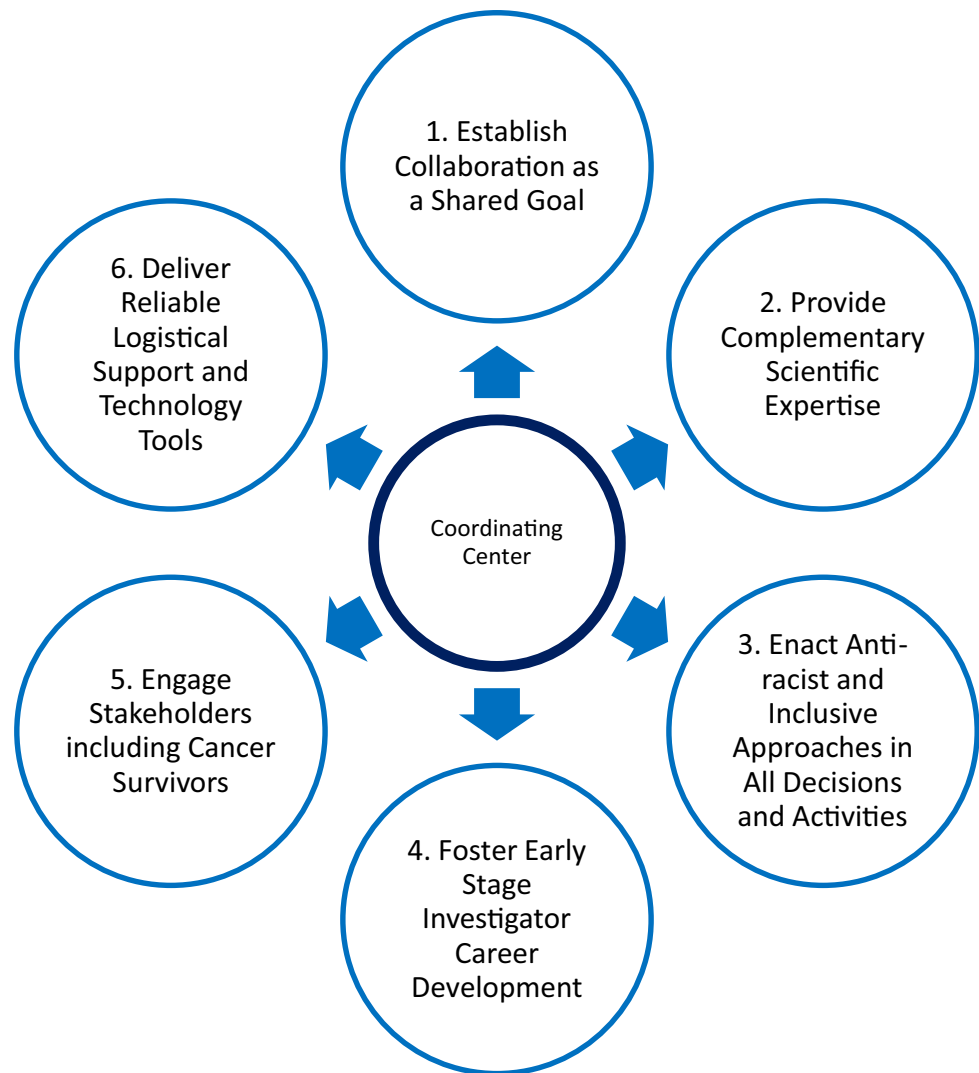 1. Establish
Collaboration as
a Shared Goal
2. Provide
Complementary
Scientific
Expertise
3. Enact Anti-
racist and
Inclusive
Approaches in
All Decisions
and Activities
4. Foster Early
Stage
Investigator
Career
Development
5. Engage
Stakeholders
including Cancer
Survivors
6. Deliver
Reliable
Logistical
Support and
Technology
Tools
Coordinating
Center